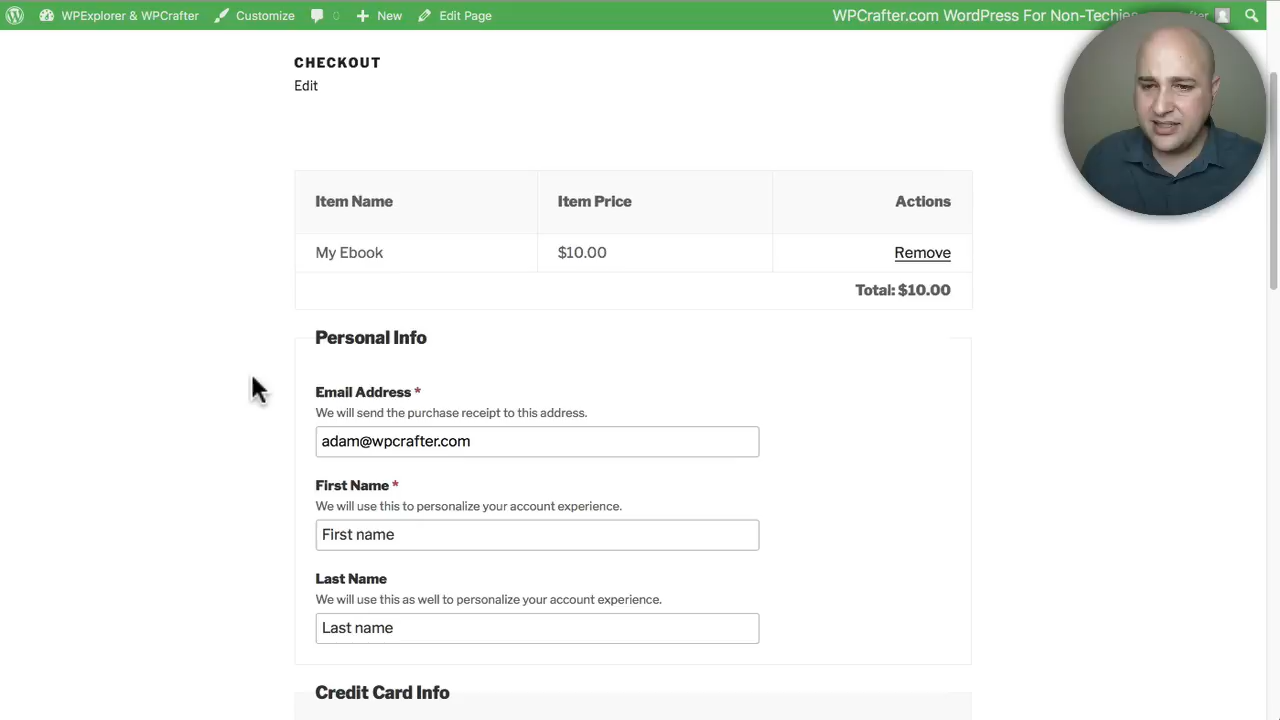 WPExplorer & WPCrafter 0 Customize New Edit Page WPCrafter.com WordPress For Non-Techies
CHECKOUT
Edit
Item Name Item Price Actions
My Ebook $10.00 Remove
Total: $10.00
Personal Info
Email Address *
We will send the purchase receipt to this address.
adam@wpcrafter.com
First Name *
We will use this to personalize your account experience.
First name
Last Name
We will use this as well to personalize your account experience.
Last name
Credit Card Info